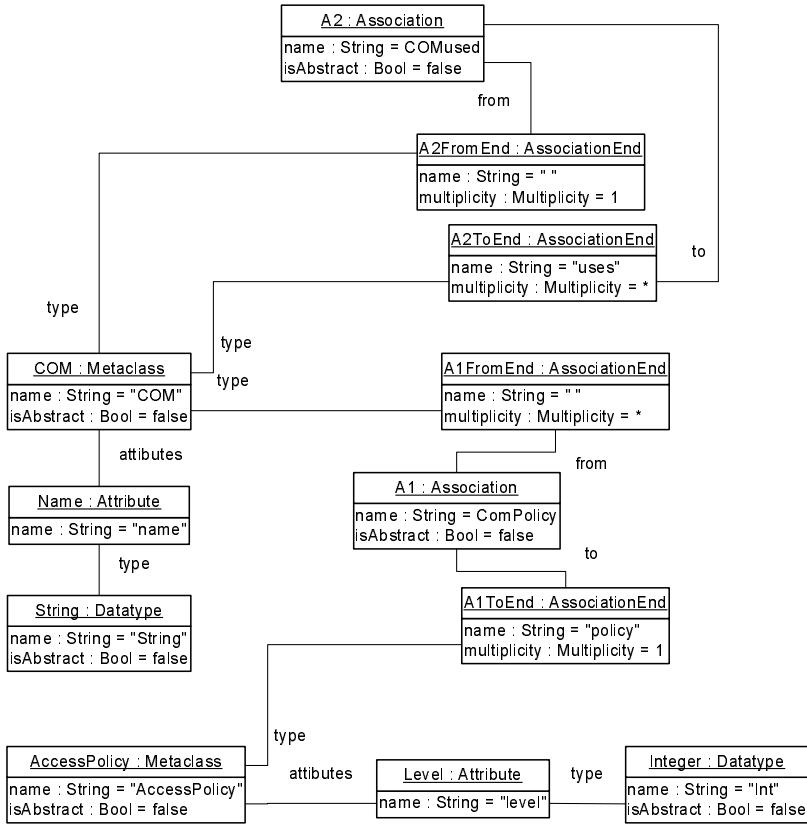 A2 : Association
name : String = COMused
isAbstract : Bool = false
from
A2FromEnd : AssociationEnd
name : String = " "
multiplicity : Multiplicity = 1
A2ToEnd : AssociationEnd
name : String = "uses"
multiplicity : Multiplicity = *
to
type
type
COM : Metaclass
name : String = "COM"
isAbstract : Bool = false
type
A1FromEnd : AssociationEnd
name : String = " "
multiplicity : Multiplicity = *
attibutes
from
Name : Attribute
name : String = "name"
A1 : Association
name : String = ComPolicy
isAbstract : Bool = false
type
to
String : Datatype
name : String = "String"
isAbstract : Bool = false
A1ToEnd : AssociationEnd
name : String = "policy"
multiplicity : Multiplicity = 1
type
AccessPolicy : Metaclass
name : String = "AccessPolicy"
isAbstract : Bool = false
attibutes
Level : Attribute
name : String = "level"
type
Integer : Datatype
name : String = "Int"
isAbstract : Bool = false